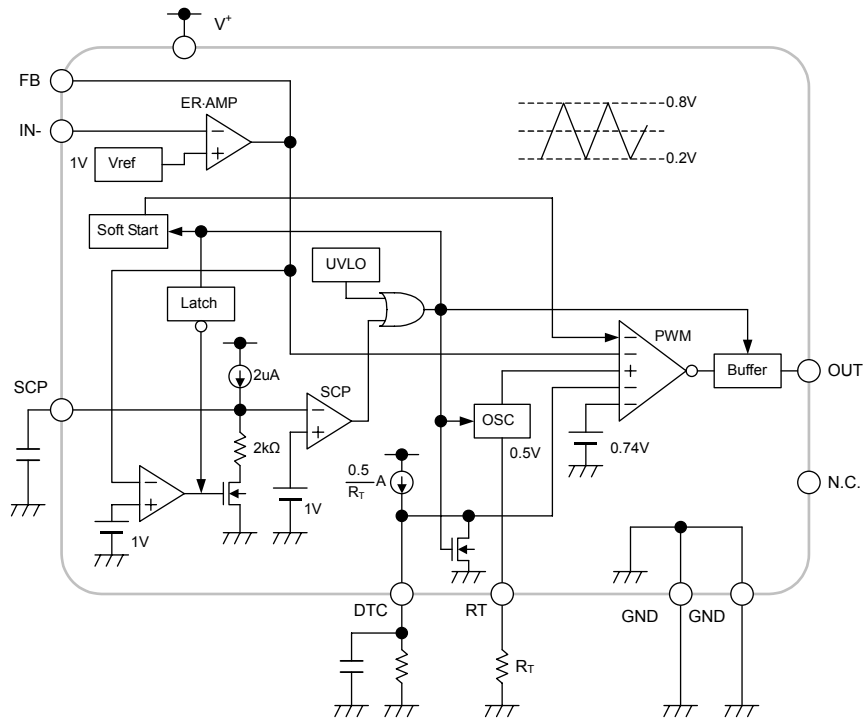 V+
FB
ER·AMP
0.8V
IN-
1V
Vref
0.2V
Soft Start
UVLO
Latch
PWM
2uA
SCP
SCP
Buffer
OUT
OSC
2kΩ
0.5V
0.74V
0.5
RT
A
N.C.
1V
1V
DTC
RT
GND
GND
RT